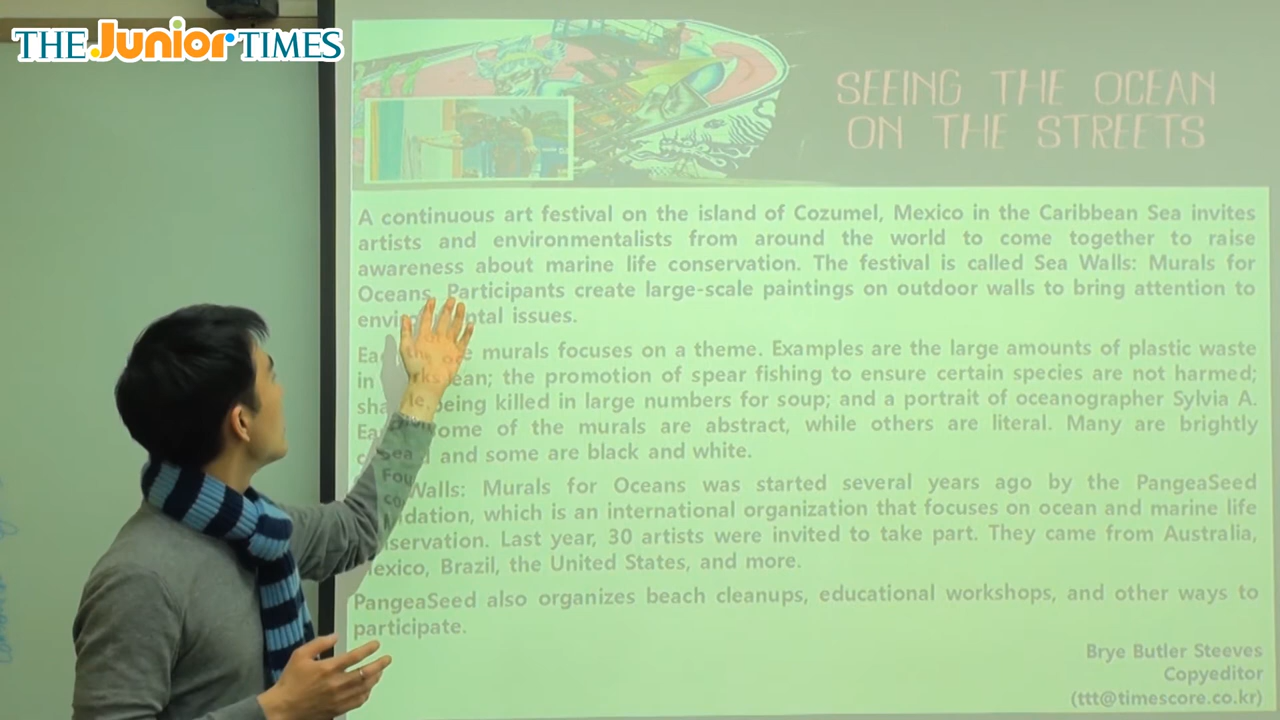 THE Junior TIMES
SEEING THE OCEAN
ON THE STREETS
A continuous art festival on the island of Cozumel, Mexico in the Caribbean Sea invites
artists and environmentalists from around the world to come together to raise
awareness about marine life conservation. The festival is called Sea Walls: Murals for
Oceans. Participants create large-scale paintings on outdoor walls to bring attention to
issues.
murals focuses on a theme. Examples are the large amounts of plastic waste
in the promotion of spear fishing to ensure certain species are not harmed;
being killed in large numbers for soup; and a portrait of oceanographer Sylvia A.
of the murals are abstract, while others are literal. Many are brightly
and some are black and white.
Walls: Murals for Oceans was started several years ago by the PangeaSeed
which is an international organization that focuses on ocean and marine life
Last year, 30 artists were invited to take part. They came from Australia,
Mexico, Brazil, the United States, and more.
PangeaSeed also organizes beach cleanups, educational workshops, and other ways to
participate.
Brye Butler Steeves
Copyeditor
(ttt@timescore.co.kr)